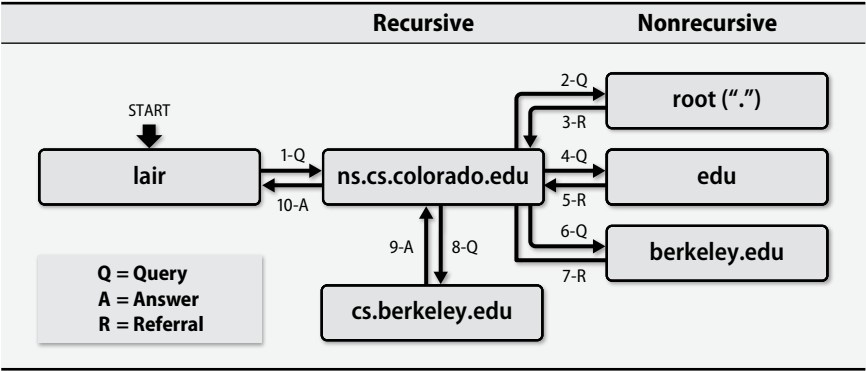 Recursive Nonrecursive
START
lair
1-Q
10-A
ns.cs.colorado.edu
2-Q
3-R
root (“.”)
4-Q
5-R
edu
6-Q
7-R
berkeley.edu
9-A 8-Q
cs.berkeley.edu
Q = Query
A = Answer
R = Referral